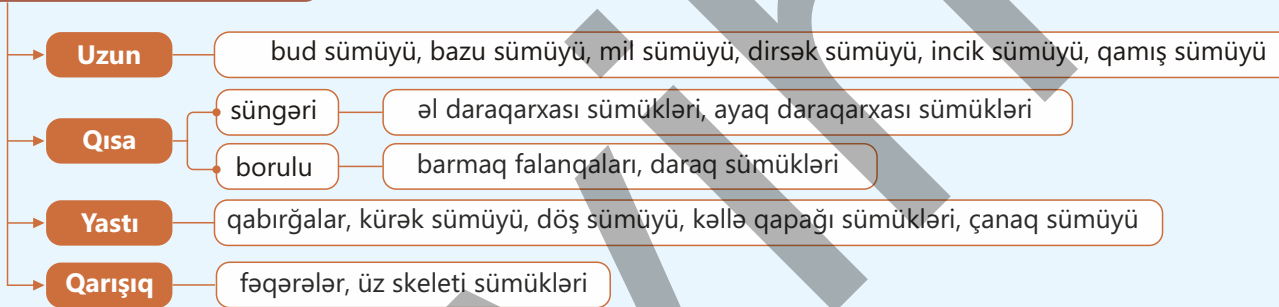 Uzun
bud sümüyü, bazu sümüyü, mil sümüyü, dirsək sümüyü, incik sümüyü, qamış sümüyü
Qısa
süngəri
əl daraqarxası sümükləri, ayaq daraqarxası sümükləri
borulu
barmaq falanqaları, daraq sümükləri
Yastı
qabırğalar, kürək sümüyü, döş sümüyü, kəllə qapağı sümükləri, çanaq sümüyü
Qarışıq
fəqərələr, üz skeleti sümükləri